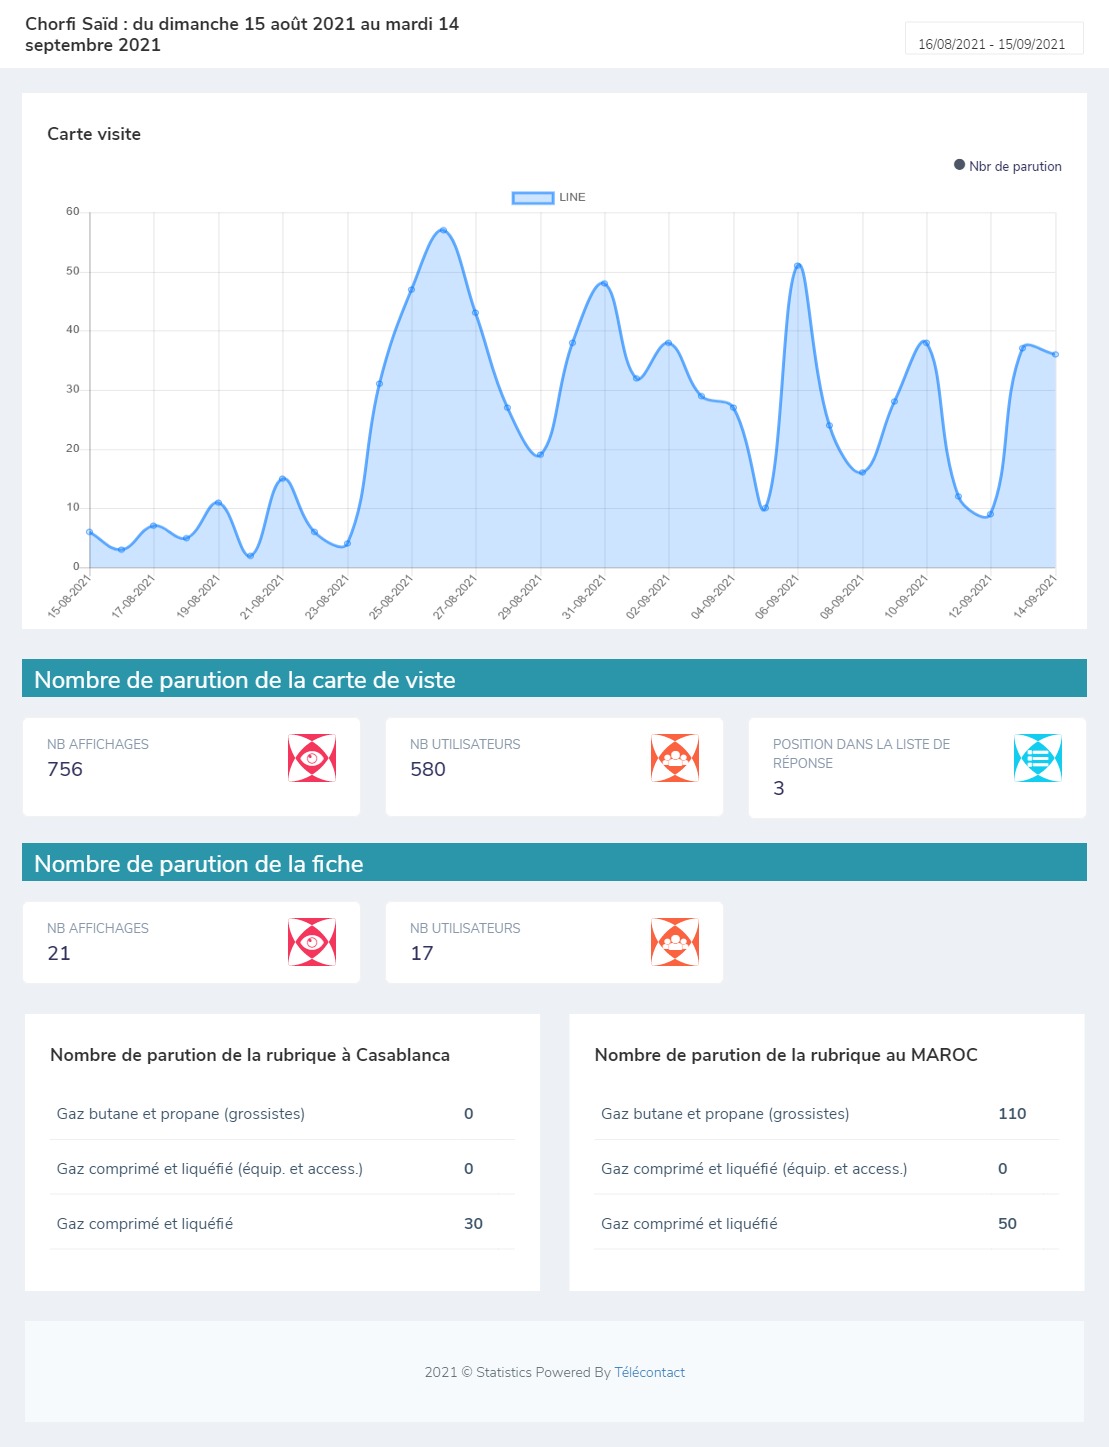 Chorfi Saïd : du dimanche 15 août 2021 au mardi 14
septembre 2021
16/08/2021 - 15/09/2021
Carte visite
Nbr de parution
LINE
60
50
40
30
20
10
0
15-08-2021
17-08-2021
19-08-2021
21-08-2021
23-08-2021
25-08-2021
27-08-2021
29-08-2021
31-08-2021
02-09-2021
04-09-2021
06-09-2021
08-09-2021
10-09-2021
12-09-2021
14-09-2021
Nombre de parution de la carte de viste
NB AFFICHAGES
756
NB UTILISATEURS
580
POSITION DANS LA LISTE DE
RÉPONSE
3
Nombre de parution de la fiche
NB AFFICHAGES
21
NB UTILISATEURS
17
Nombre de parution de la rubrique à Casablanca
Gaz butane et propane (grossistes) 0
Gaz comprimé et liquéfié (équip. et access.) 0
Gaz comprimé et liquéfié 30
Nombre de parution de la rubrique au MAROC
Gaz butane et propane (grossistes) 110
Gaz comprimé et liquéfié (équip. et access.) 0
Gaz comprimé et liquéfié 50
2021 © Statistics Powered By Télécontact